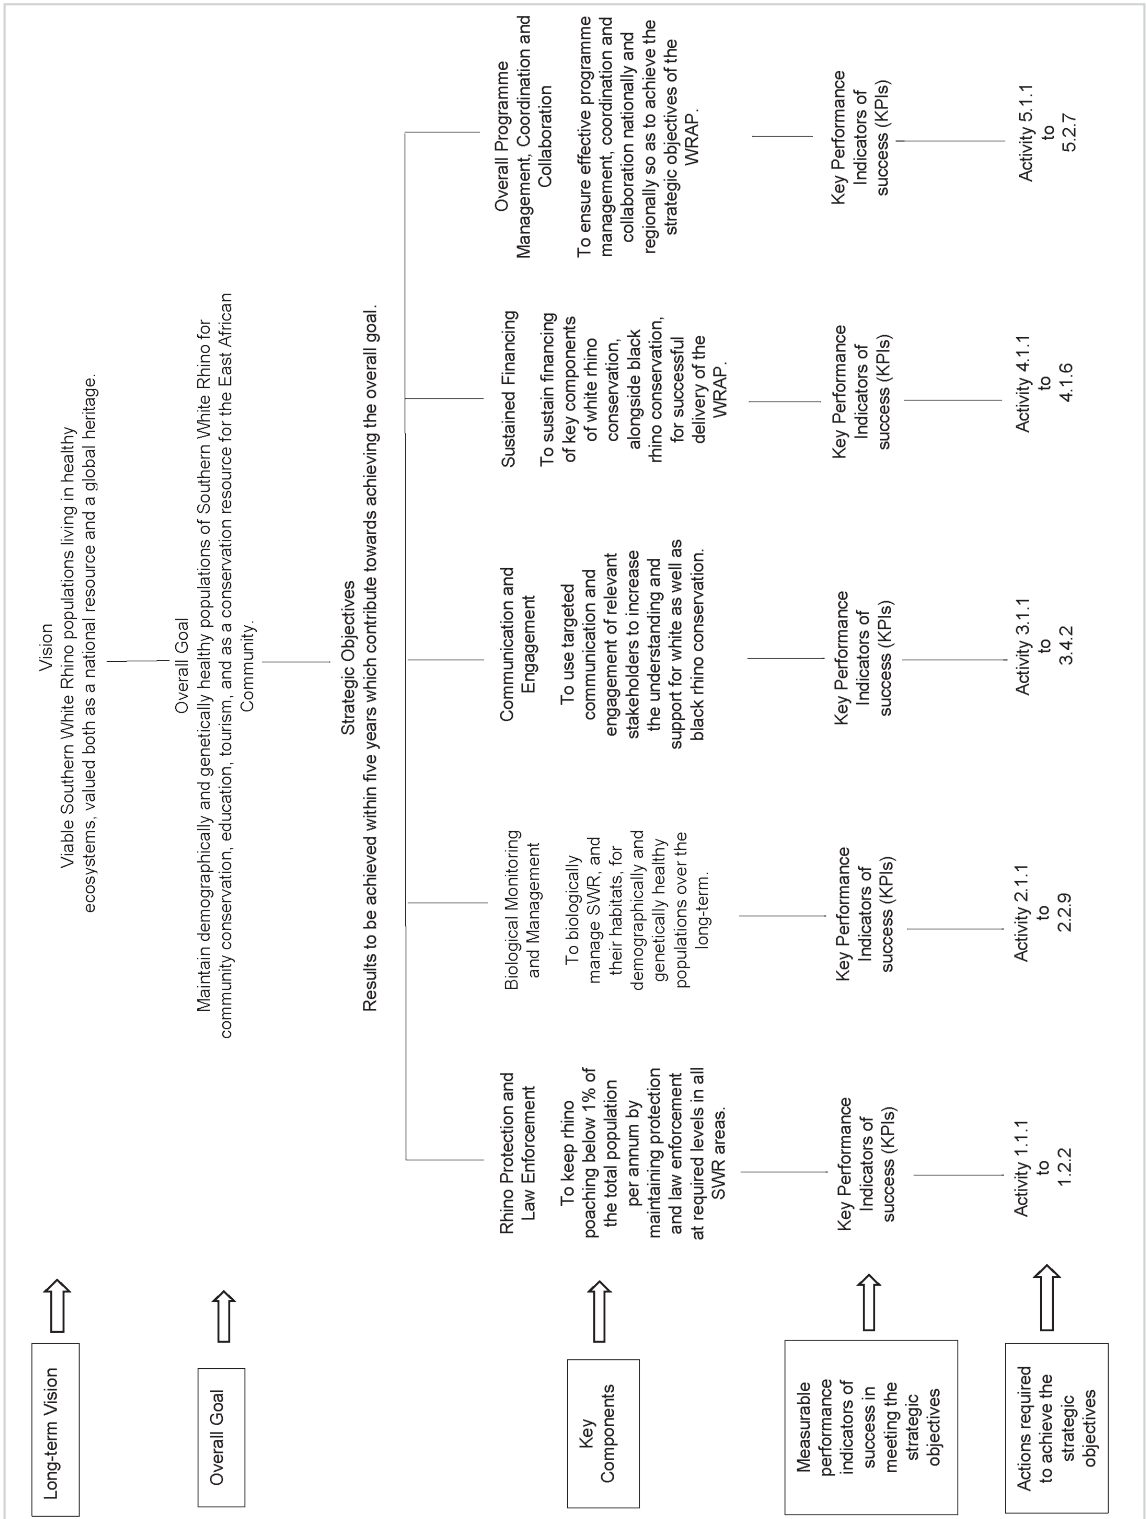 Long-term Vision
Vision
Viable Southern White Rhino populations living in healthy
ecosystems, valued both as a national resource and a global heritage.
Overall Goal
Overall Goal
Maintain demographically and genetically healthy populations of Southern White Rhino for
community conservation, education, tourism, and as a conservation resource for the East African
Community.
Strategic Objectives
Results to be achieved within five years which contribute towards achieving the overall goal.
Key
Components
Rhino Protection and
Law Enforcement
To keep rhino
poaching below 1% of
the total population
per annum by
maintaining protection
and law enforcement
at required levels in all
SWR areas.
Biological Monitoring
and Management
To biologically
manage SWR, and
their habitats, for
demographically and
genetically healthy
populations over the
long-term.
Communication and
Engagement
To use targeted
communication and
engagement of relevant
stakeholders to increase
the understanding and
support for white as well as
black rhino conservation.
Sustained Financing
To sustain financing
of key components
of white rhino
conservation,
alongside black
rhino conservation,
for successful
delivery of the
WRAP.
Overall Programme
Management, Coordination and
Collaboration
To ensure effective programme
management, coordination and
collaboration nationally and
regionally so as to achieve the
strategic objectives of the
WRAP.
Measurable
performance
indicators of
success in
meeting the
strategic
objectives
Key Performance
Indicators of
success (KPIs)
Key Performance
Indicators of
success (KPIs)
Key Performance
Indicators of
success (KPIs)
Key Performance
Indicators of
success (KPIs)
Key Performance
Indicators of
success (KPIs)
Actions required
to achieve the
strategic
objectives
Activity 1.1.1
to
1.2.2
Activity 2.1.1
to
2.2.9
Activity 3.1.1
to
3.4.2
Activity 4.1.1
to
4.1.6
Activity 5.1.1
to
5.2.7